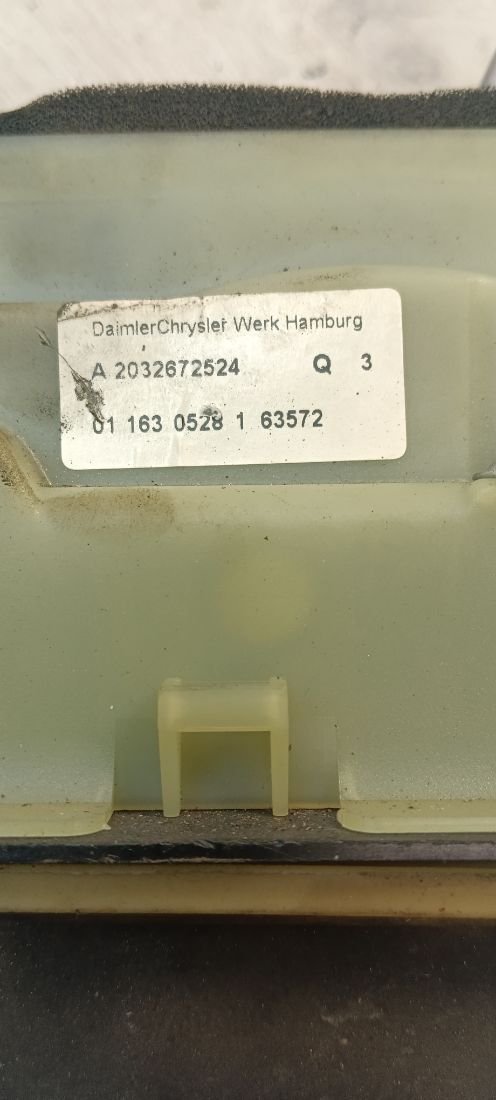 DaimlerChrysler Werk Hamburg
A 2032672524 Q 3
01 163 0528 1 63572